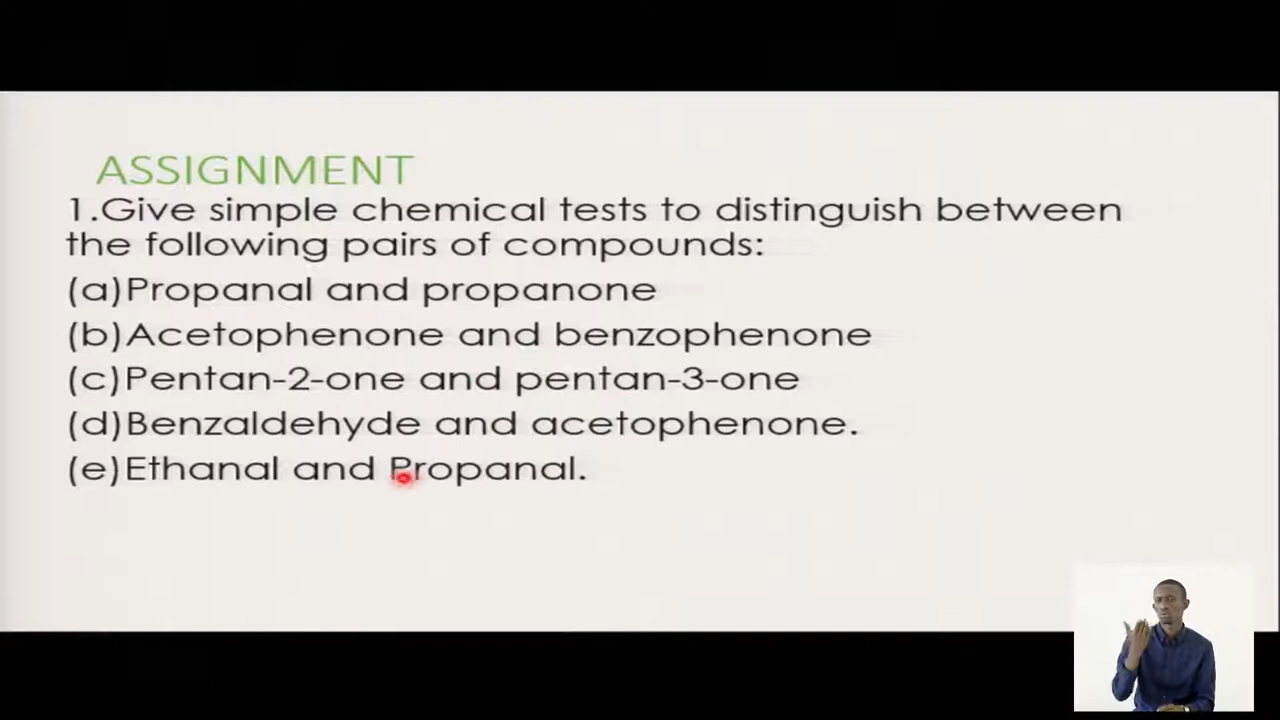 ASSIGNMENT
1.Give simple chemical tests to distinguish between
the following pairs of compounds:
(a)Propanal and propanone
(b)Acetophenone and benzophenone
(c)Pentan-2-one and pentan-3-one
(d)Benzaldehyde and acetophenone.
(e)Ethanal and Propanal.